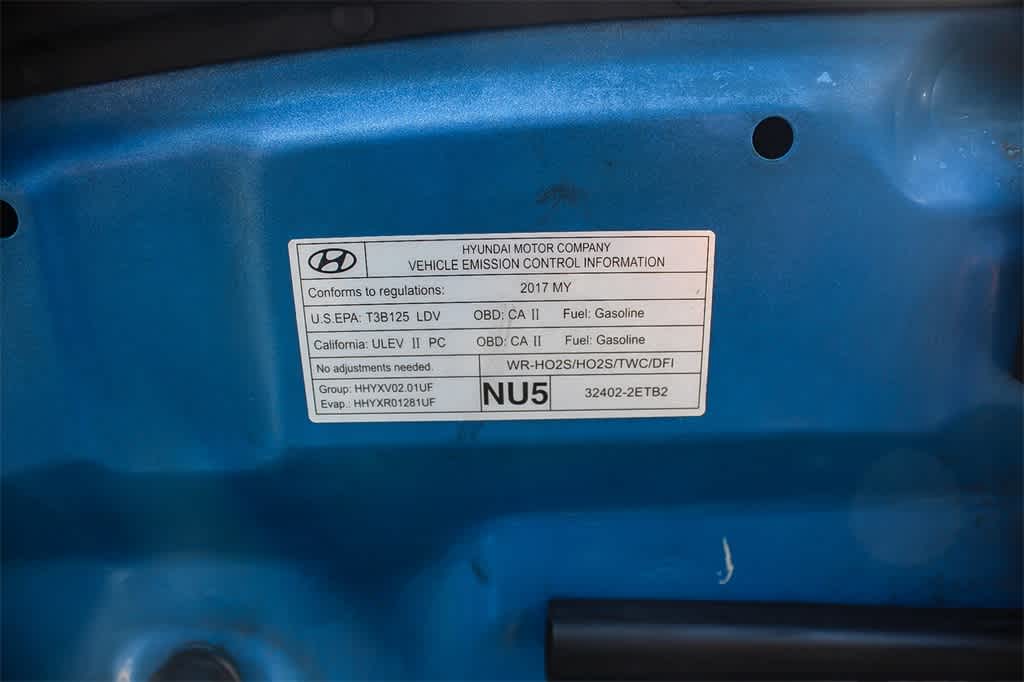 HYUNDAI MOTOR COMPANY
VEHICLE EMISSION CONTROL INFORMATION
Conforms to regulations: 2017 MY
U.S.EPA: T3B125 LDV OBD: CA II Fuel: Gasoline
California: ULEV II PC OBD: CA II Fuel: Gasoline
No adjustments needed. WR-HO2S/HO2S/TWC/DFI
Group: HHYXV02.01UF
Evap.: HHYXR01281UF
NU5
32402-2ETB2